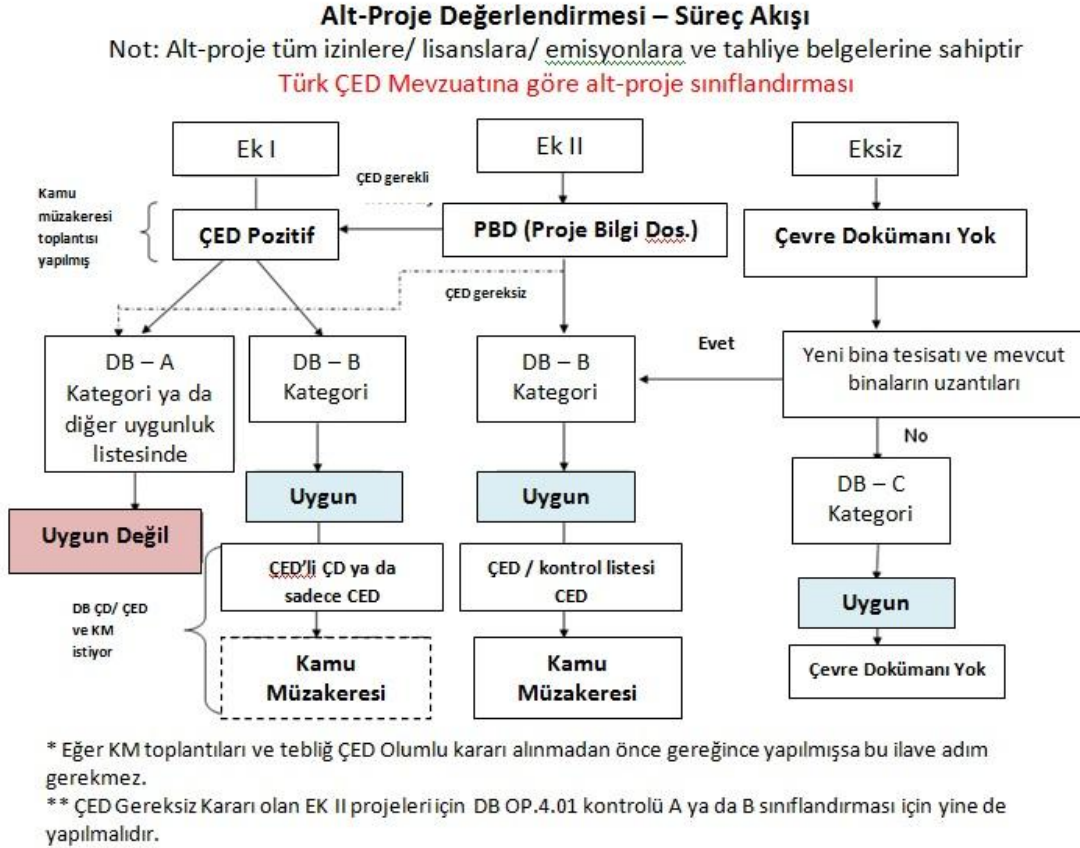 Alt-Proje Değerlendirmesi – Süreç Akışı
Not: Alt-proje tüm izinlere/ lisanslara/ emisyonlara ve tahliye belgelerine sahiptir
Türk ÇED Mevzuatına göre alt-proje sınıflandırması
Ek I
Ek II
Eksiz
Kamu
müzakeresi
toplantısı
yapılmış
ÇED gerekli
ÇED Pozitif
PBD (Proje Bilgi Dos.)
Çevre Dokümanı Yok
ÇED gereksiz
DB – A
Kategori ya da
diğer uygunluk
listesinde
DB – B
Kategori
DB – B
Kategori
Evet
Yeni bina tesisatı ve mevcut
binaların uzantıları
No
DB – C
Kategori
Uygun Değil
Uygun
Uygun
Uygun
DB ÇD/ ÇED
ve KM
istiyor
ÇED'li ÇD ya da
sadece CED
ÇED / kontrol listesi
CED
Kamu
Müzakeresi
Kamu
Müzakeresi
Çevre Dokümanı Yok
* Eğer KM toplantıları ve tebliğ ÇED Olumlu kararı alınmadan önce gereğince yapılmışsa bu ilave adım
gerekmez.
** ÇED Gereksiz Kararı olan EK II projeleri için DB OP.4.01 kontrolü A ya da B sınıflandırması için yine de
yapılmalıdır.